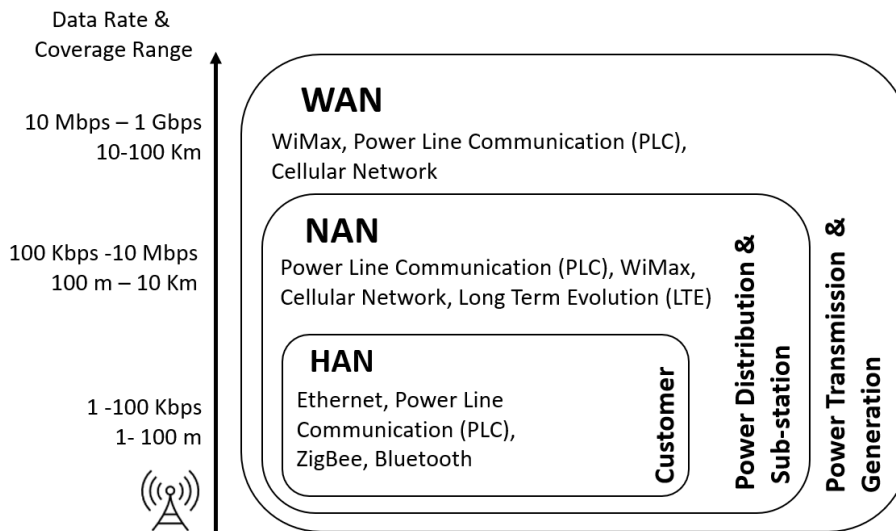 Data Rate &
Coverage Range
10 Mbps – 1 Gbps
10-100 Km
100 Kbps -10 Mbps
100 m – 10 Km
1 -100 Kbps
1- 100 m
WAN
WiMax, Power Line Communication (PLC),
Cellular Network
NAN
Power Line Communication (PLC), WiMax,
Cellular Network, Long Term Evolution (LTE)
HAN
Ethernet, Power Line
Communication (PLC),
ZigBee, Bluetooth
Customer
Power Distribution &
Sub-station
Power Transmission &
Generation